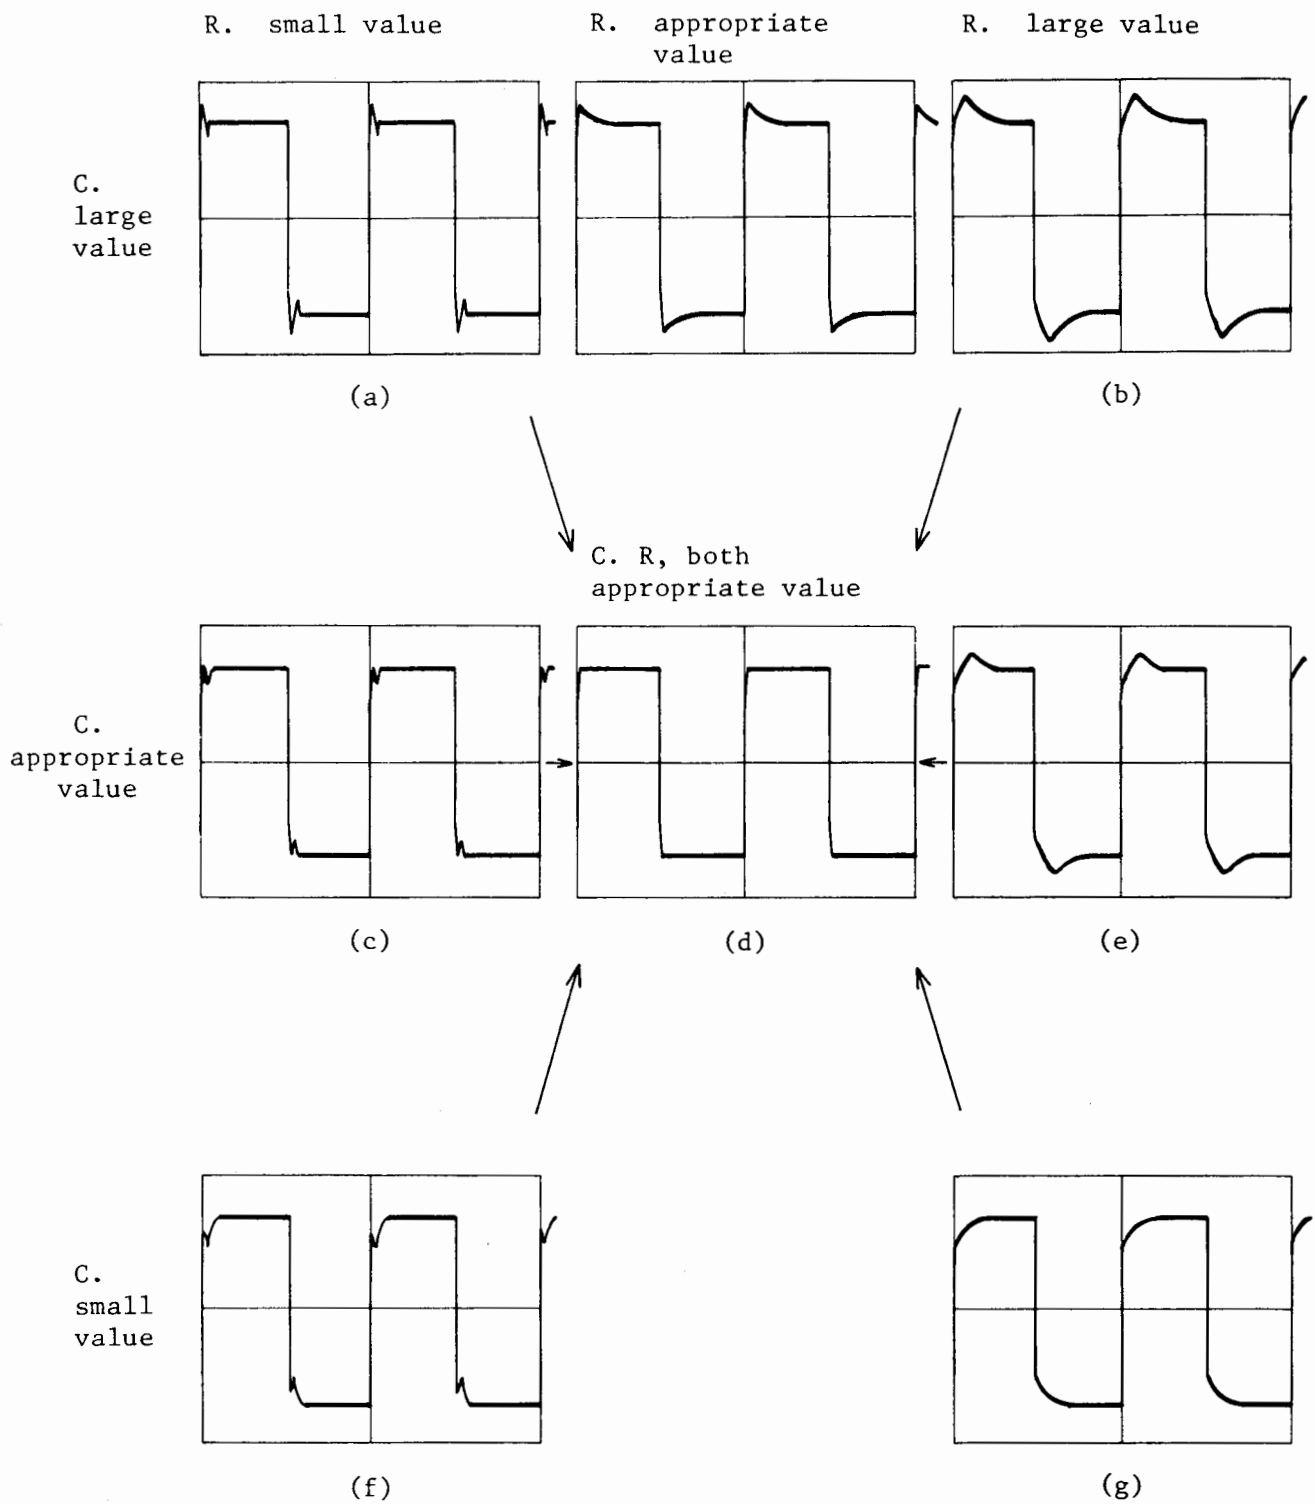 R. small value
R. appropriate
value
R. large value
C.
large
value
(a)
(b)
C. R, both
appropriate value
C.
appropriate
value
(c)
(d)
(e)
C.
small
value
(f)
(g)